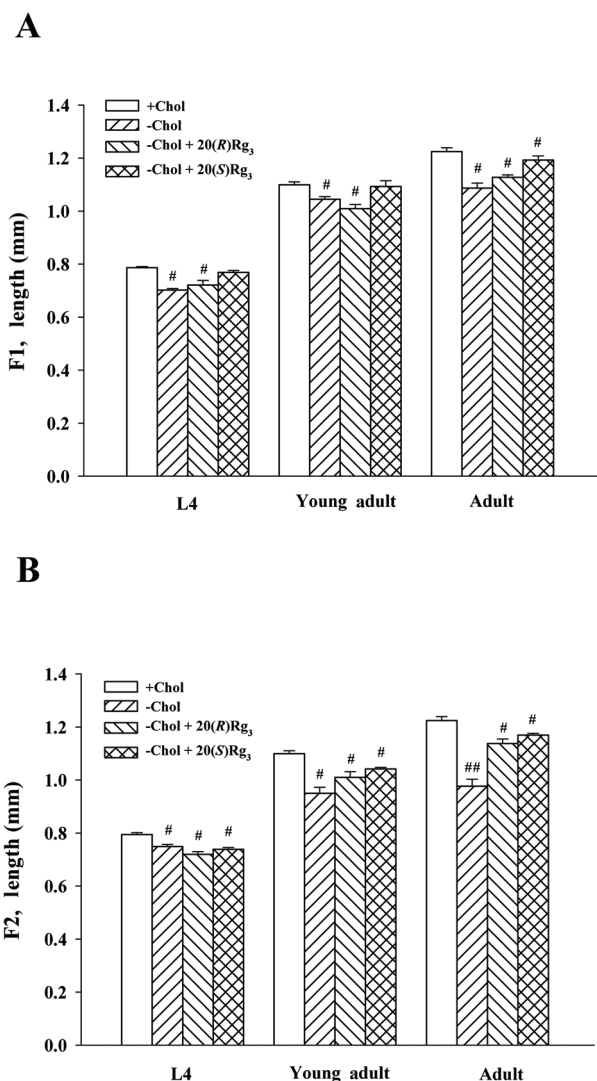 A
1.4
1.2
1.0
0.8
0.6
0.4
0.2
0.0
F1, length (mm)
+Chol
-Chol
-Chol + 20(R)Rg3
-Chol + 20(S)Rg3
# #
# #
# # #
L4 Young adult Adult
B
1.4
1.2
1.0
0.8
0.6
0.4
0.2
0.0
F2, length (mm)
+Chol
-Chol
-Chol + 20(R)Rg3
-Chol + 20(S)Rg3
# # #
# # #
## # #
L4 Young adult Adult